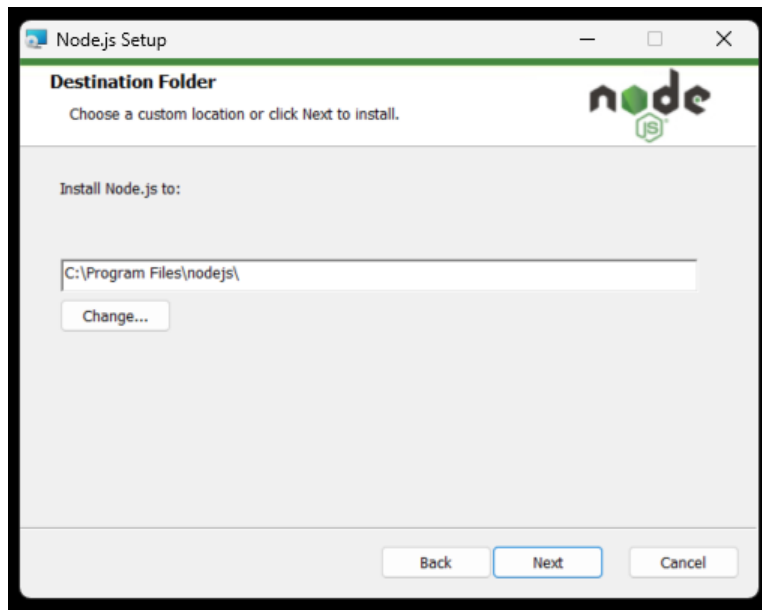 Node.js Setup
Destination Folder
Choose a custom location or click Next to install.
node
JS
Install Node.js to:
C:\Program Files\nodejs\
Change...
Back Next Cancel